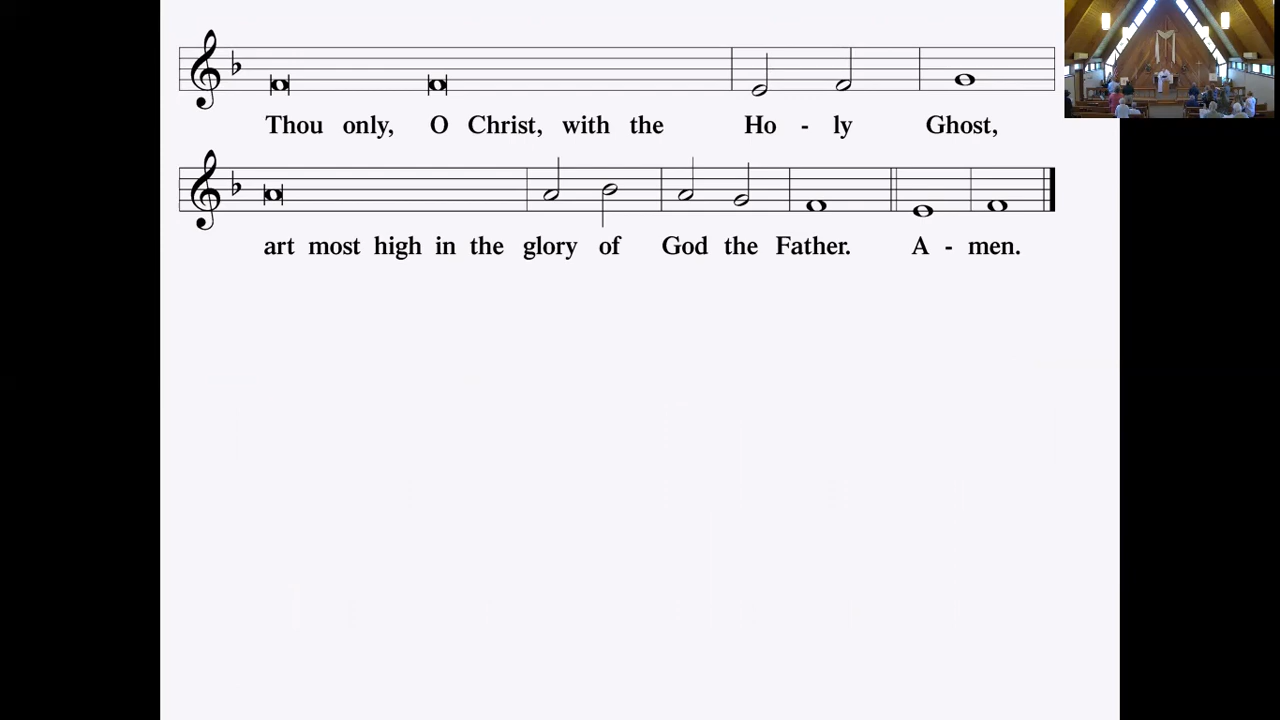 Thou only, O Christ, with the Ho - ly Ghost,
art most high in the glory of God the Father. A - men.